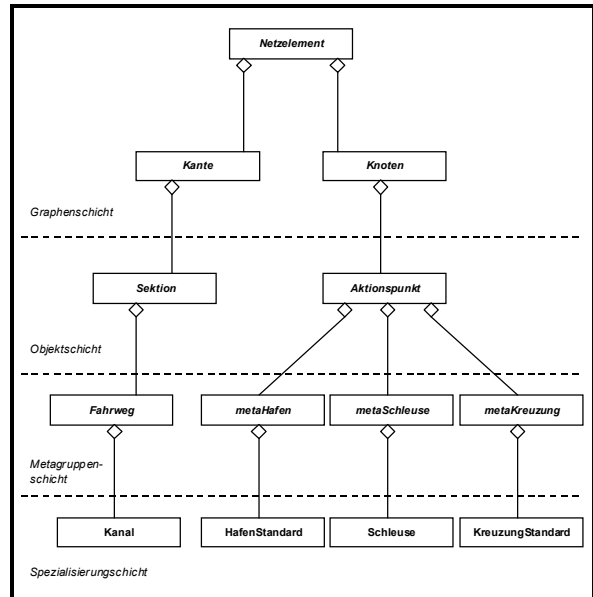 Netzelement
Kante Knoten
Graphenschicht
Sektion Aktionspunkt
Objektschicht
Fahrweg metaHafen metaSchleuse metaKreuzung
Metagruppen-
schicht
Kanal HafenStandard Schleuse KreuzungStandard
Spezialisierungschicht